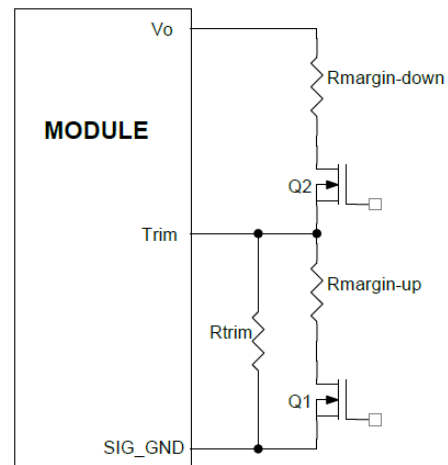 Vo
Rmargin-down
MODULE
Q2
Trim
Rmargin-up
Rtrim
Q1
SIG_GND